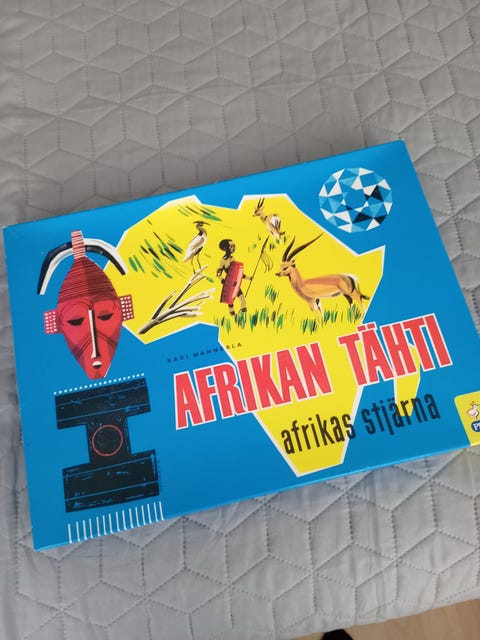 KARI MANNERLA
AFRIKAN TÄHTI
afrikas stjärna